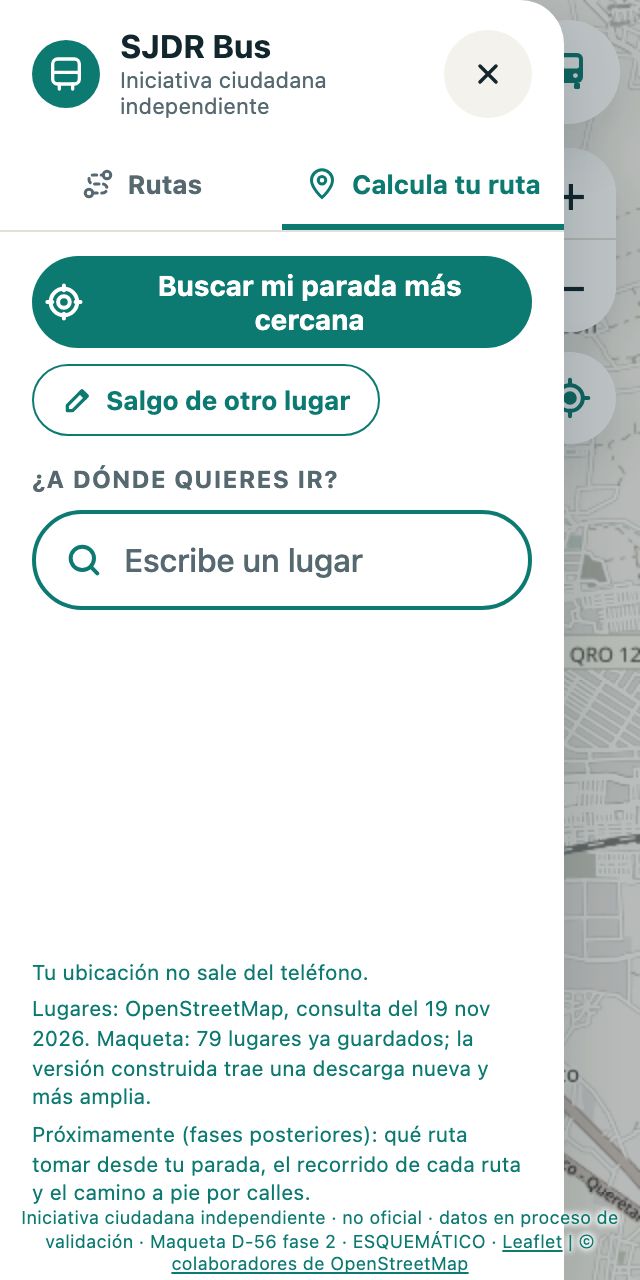 SJDR Bus
Iniciativa ciudadana
independiente
Rutas
Calcula tu ruta
Buscar mi parada más
cercana
Salgo de otro lugar
¿A DÓNDE QUIERES IR?
Escribe un lugar
QRO 12
Tu ubicación no sale del teléfono.
Lugares: OpenStreetMap, consulta del 19 nov
2026. Maqueta: 79 lugares ya guardados; la
versión construida trae una descarga nueva y
más amplia.
Próximamente (fases posteriores): qué ruta
tomar desde tu parada, el recorrido de cada ruta
y el camino a pie por calles.
Iniciativa ciudadana independiente · no oficial · datos en proceso de
validación · Maqueta D-56 fase 2 · ESQUEMÁTICO · Leaflet | ©
colaboradores de OpenStreetMap